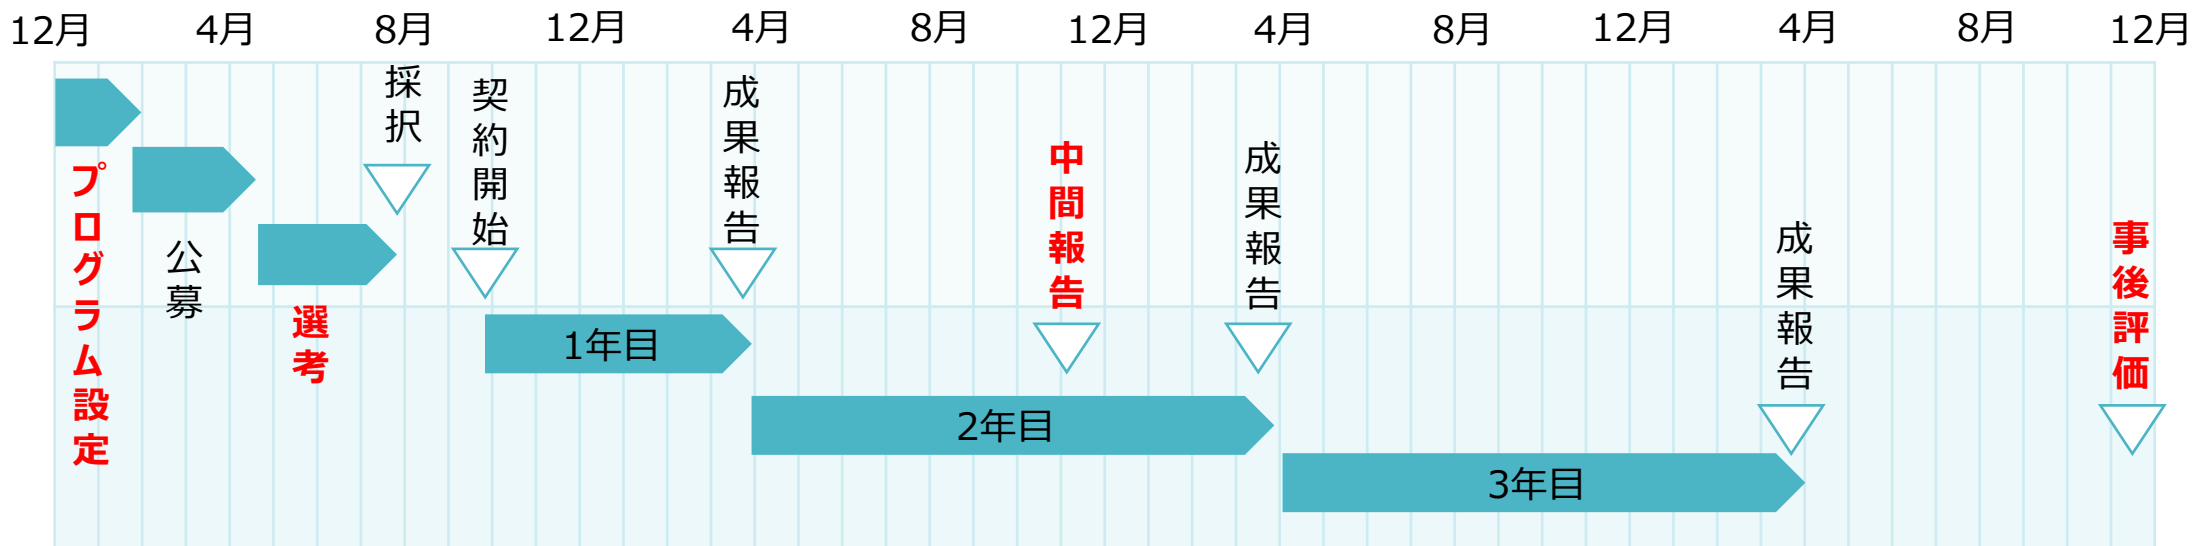 12月 4月 8月 12月 4月 8月 12月 4月 8月 12月 4月 8月 12月
プログラム設定
公募
選考
採択
契約開始
成果報告
中間報告
成果報告
成果報告
事後評価
1年目
2年目
3年目